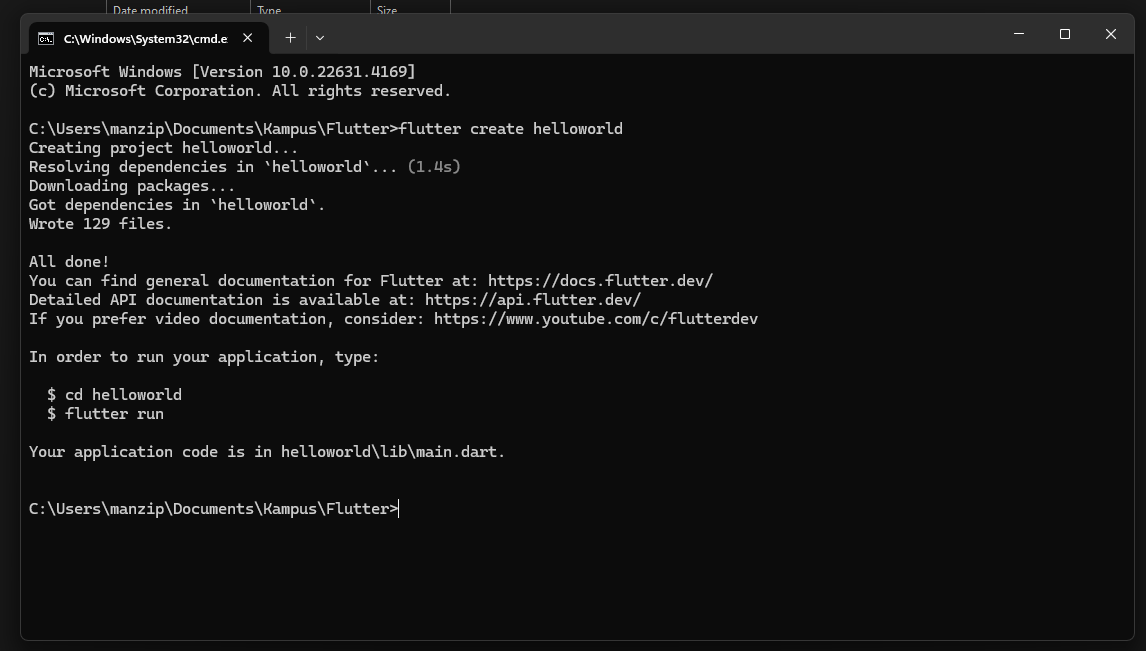 Date modified Type Size
C:\Windows\System32\cmd.e
Microsoft Windows [Version 10.0.22631.4169]
(c) Microsoft Corporation. All rights reserved.
C:\Users\manzip\Documents\Kampus\Flutter>flutter create helloworld
Creating project helloworld...
Resolving dependencies in `helloworld`... (1.4s)
Downloading packages...
Got dependencies in `helloworld`.
Wrote 129 files.
All done!
You can find general documentation for Flutter at: https://docs.flutter.dev/
Detailed API documentation is available at: https://api.flutter.dev/
If you prefer video documentation, consider: https://www.youtube.com/c/flutterdev
In order to run your application, type:
$ cd helloworld
$ flutter run
Your application code is in helloworld\lib\main.dart.
C:\Users\manzip\Documents\Kampus\Flutter>